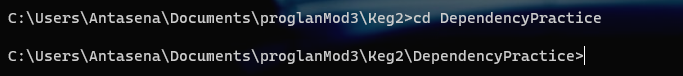 C:\Users\Antasena\Documents\proglanMod3\Keg2>cd DependencyPractice
C:\Users\Antasena\Documents\proglanMod3\Keg2\DependencyPractice>